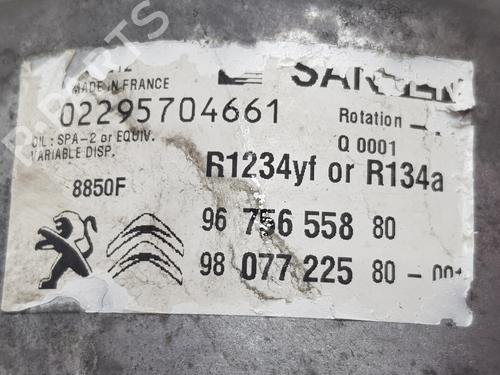 MADE IN FRANCE
02295704661
Rotation
OIL: SPA-2 or EQUIV.
VARIABLE DISP.
Q 0001
R1234yf or R134a
8850F
96 756 558 80
98 077 225 80